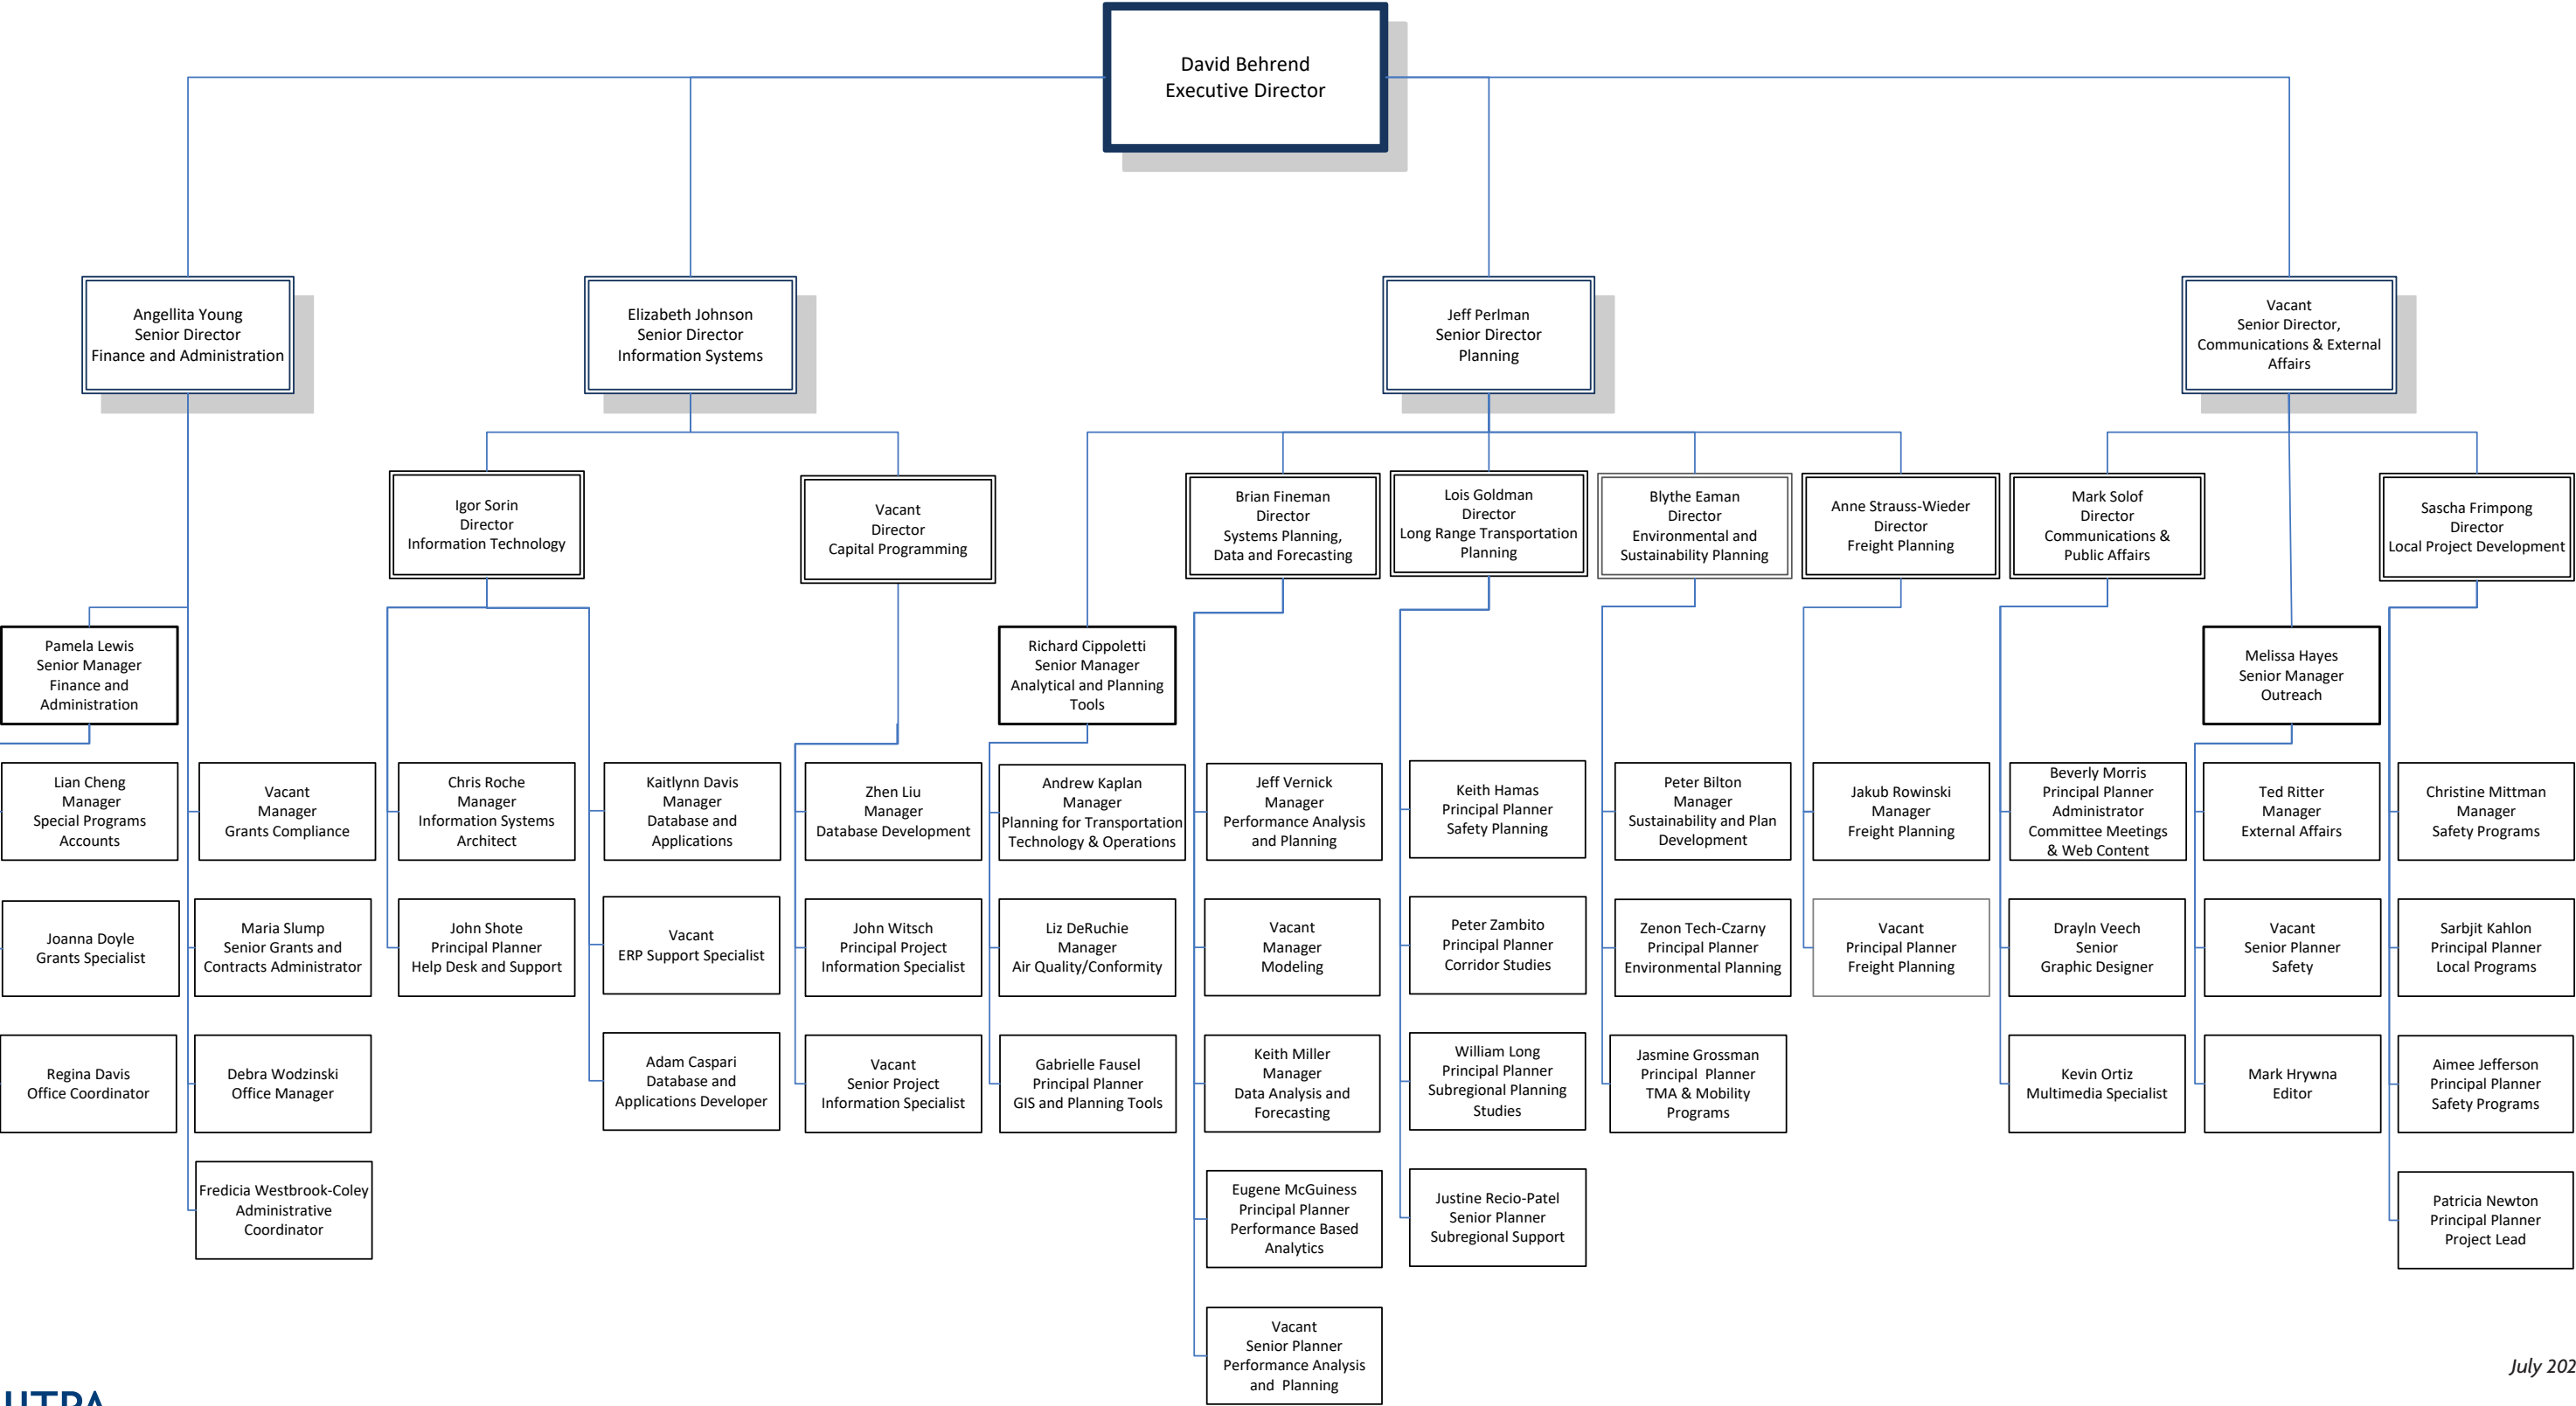 David Behrend
Executive Director
Angellita Young
Senior Director
Finance and Administration
Elizabeth Johnson
Senior Director
Information Systems
Jeff Perlman
Senior Director
Planning
Vacant
Senior Director,
Communications & External
Affairs
Igor Sorin
Director
Information Technology
Vacant
Director
Capital Programming
Brian Fineman
Director
Systems Planning,
Data and Forecasting
Lois Goldman
Director
Long Range Transportation
Planning
Blythe Eaman
Director
Environmental and
Sustainability Planning
Anne Strauss-Wieder
Director
Freight Planning
Mark Solof
Director
Communications &
Public Affairs
Sascha Frimpong
Director
Local Project Development
Pamela Lewis
Senior Manager
Finance and
Administration
Richard Cippoletti
Senior Manager
Analytical and Planning
Tools
Melissa Hayes
Senior Manager
Outreach
Lian Cheng
Manager
Special Programs
Accounts
Vacant
Manager
Grants Compliance
Chris Roche
Manager
Information Systems
Architect
Kaitlynn Davis
Manager
Database and
Applications
Zhen Liu
Manager
Database Development
Andrew Kaplan
Manager
Planning for Transportation
Technology & Operations
Jeff Vernick
Manager
Performance Analysis
and Planning
Keith Hamas
Principal Planner
Safety Planning
Peter Bilton
Manager
Sustainability and Plan
Development
Jakub Rowinski
Manager
Freight Planning
Beverly Morris
Principal Planner
Administrator
Committee Meetings
& Web Content
Ted Ritter
Manager
External Affairs
Christine Mittman
Manager
Safety Programs
Joanna Doyle
Grants Specialist
Maria Slump
Senior Grants and
Contracts Administrator
John Shote
Principal Planner
Help Desk and Support
Vacant
ERP Support Specialist
John Witsch
Principal Project
Information Specialist
Liz DeRuchie
Manager
Air Quality/Conformity
Vacant
Manager
Modeling
Peter Zambito
Principal Planner
Corridor Studies
Zenon Tech-Czarny
Principal Planner
Environmental Planning
Vacant
Principal Planner
Freight Planning
Drayln Veech
Senior
Graphic Designer
Vacant
Senior Planner
Safety
Sarbjit Kahlon
Principal Planner
Local Programs
Regina Davis
Office Coordinator
Debra Wodzinski
Office Manager
Adam Caspari
Database and
Applications Developer
Vacant
Senior Project
Information Specialist
Gabrielle Fausel
Principal Planner
GIS and Planning Tools
Keith Miller
Manager
Data Analysis and
Forecasting
William Long
Principal Planner
Subregional Planning
Studies
Jasmine Grossman
Principal Planner
TMA & Mobility
Programs
Kevin Ortiz
Multimedia Specialist
Mark Hrywna
Editor
Aimee Jefferson
Principal Planner
Safety Programs
Fredicia Westbrook-Coley
Administrative
Coordinator
Eugene McGuiness
Principal Planner
Performance Based
Analytics
Justine Recio-Patel
Senior Planner
Subregional Support
Patricia Newton
Principal Planner
Project Lead
Vacant
Senior Planner
Performance Analysis
and Planning
July 202